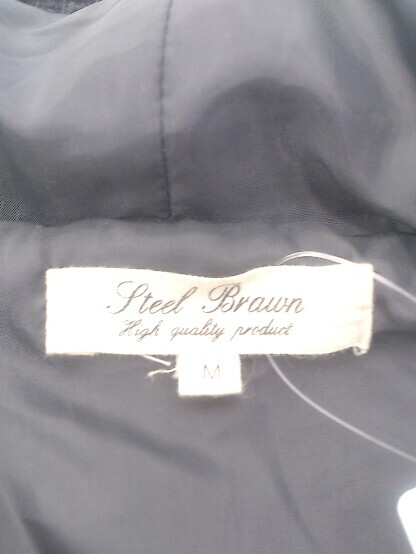 Steel Brawn
High quality product
M